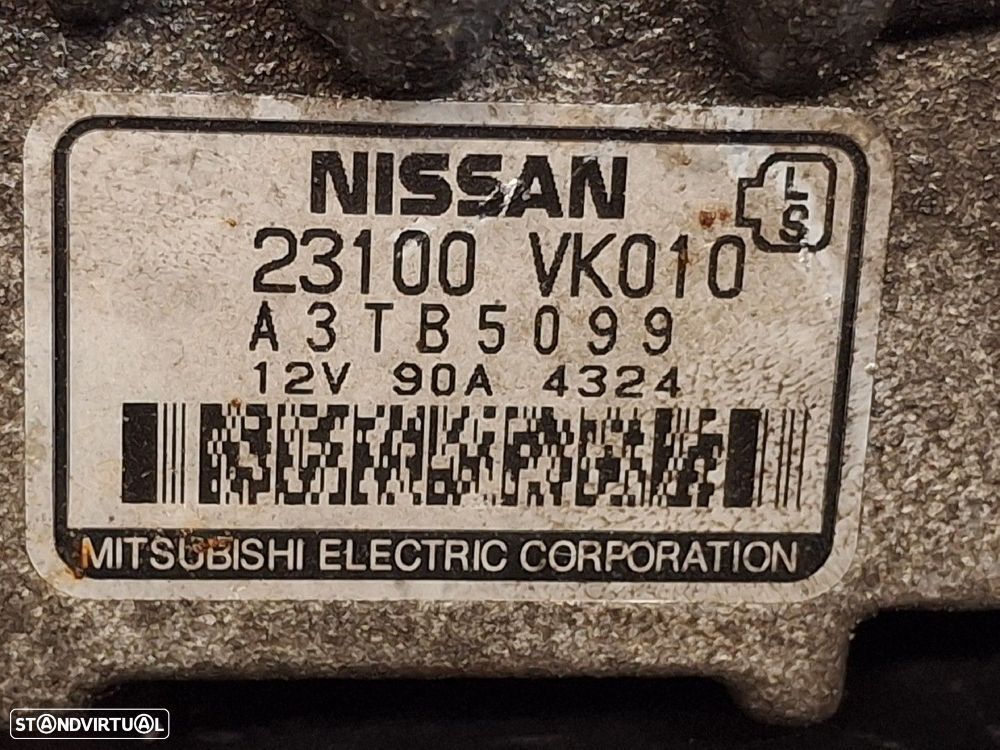 NISSAN
L
S
23100 VK010
A3TB5099
12V 90A 4324
MITSUBISHI ELECTRIC CORPORATION
STANDVIRTUAL